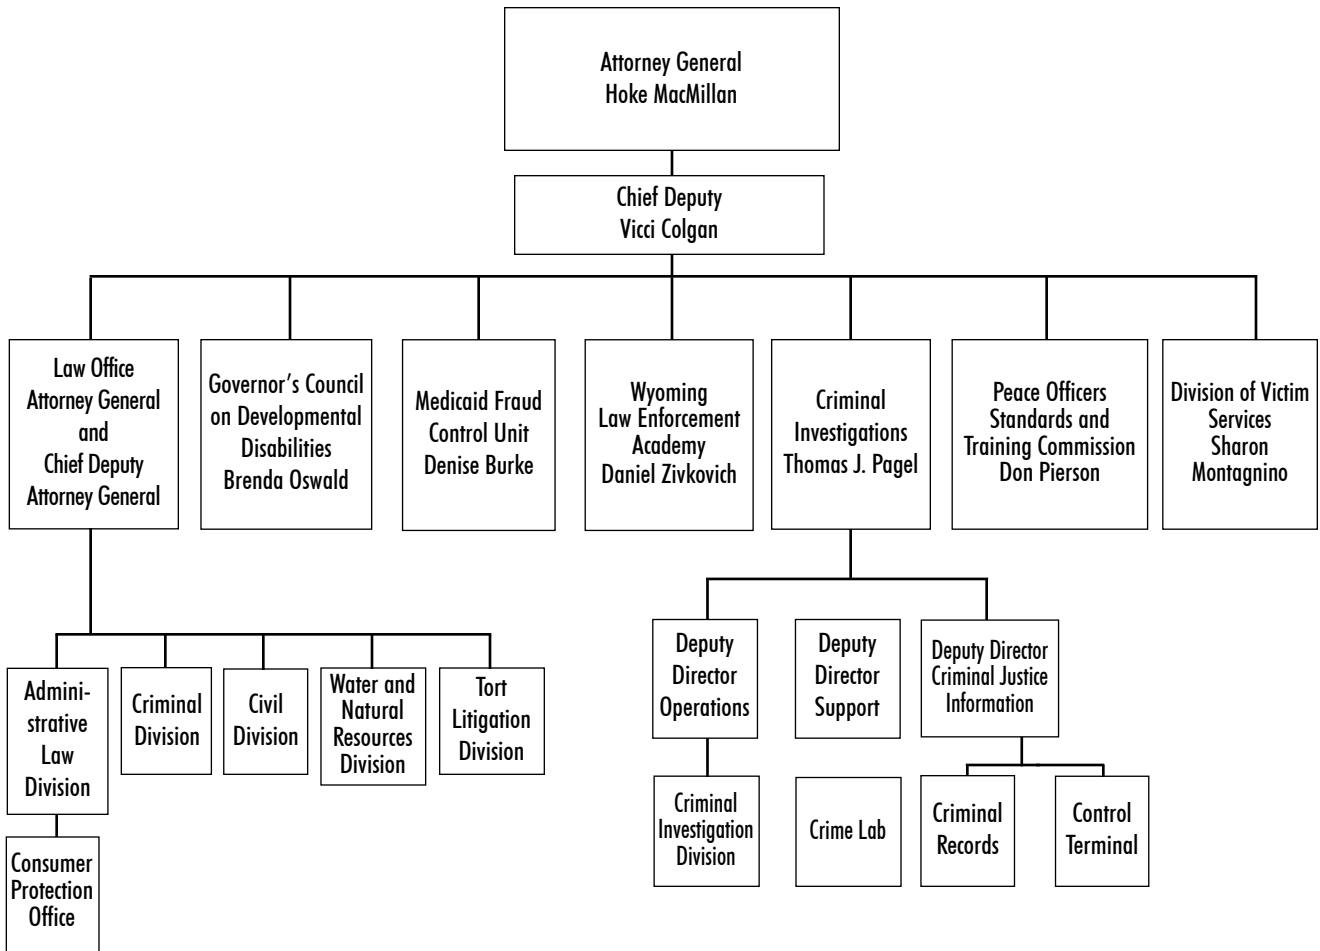 Attorney General
Hoke MacMillan
Chief Deputy
Vicci Colgan
Law Office
Attorney General
and
Chief Deputy
Attorney General
Governor’s Council
on Developmental
Disabilities
Brenda Oswald
Medicaid Fraud
Control Unit
Denise Burke
Wyoming
Law Enforcement
Academy
Daniel Zivkovich
Criminal
Investigations
Thomas J. Pagel
Peace Officers
Standards and
Training Commission
Don Pierson
Division of Victim
Services
Sharon
Montagnino
Admini-
strative
Law
Division
Criminal
Division
Civil
Division
Water and
Natural
Resources
Division
Tort
Litigation
Division
Deputy
Director
Operations
Deputy
Director
Support
Deputy Director
Criminal Justice
Information
Criminal
Investigation
Division
Crime Lab
Criminal
Records
Control
Terminal
Consumer
Protection
Office